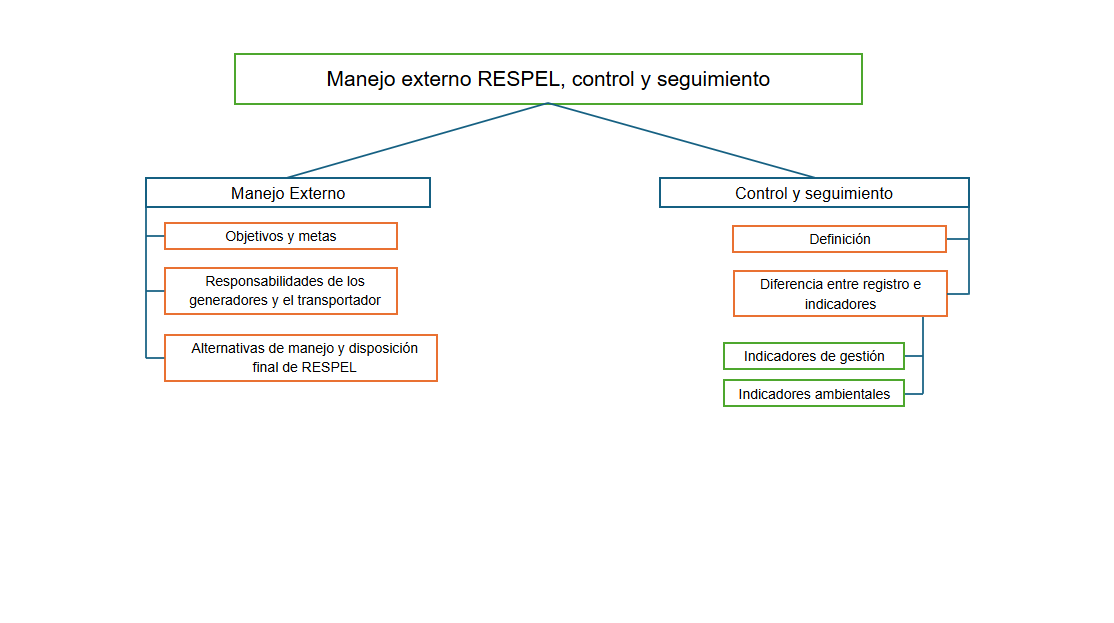 Manejo externo RESPEL, control y seguimiento
Manejo Externo
Objetivos y metas
Responsabilidades de los
generadores y el transportador
Alternativas de manejo y disposición
final de RESPEL
Control y seguimiento
Definición
Diferencia entre registro e
indicadores
Indicadores de gestión
Indicadores ambientales